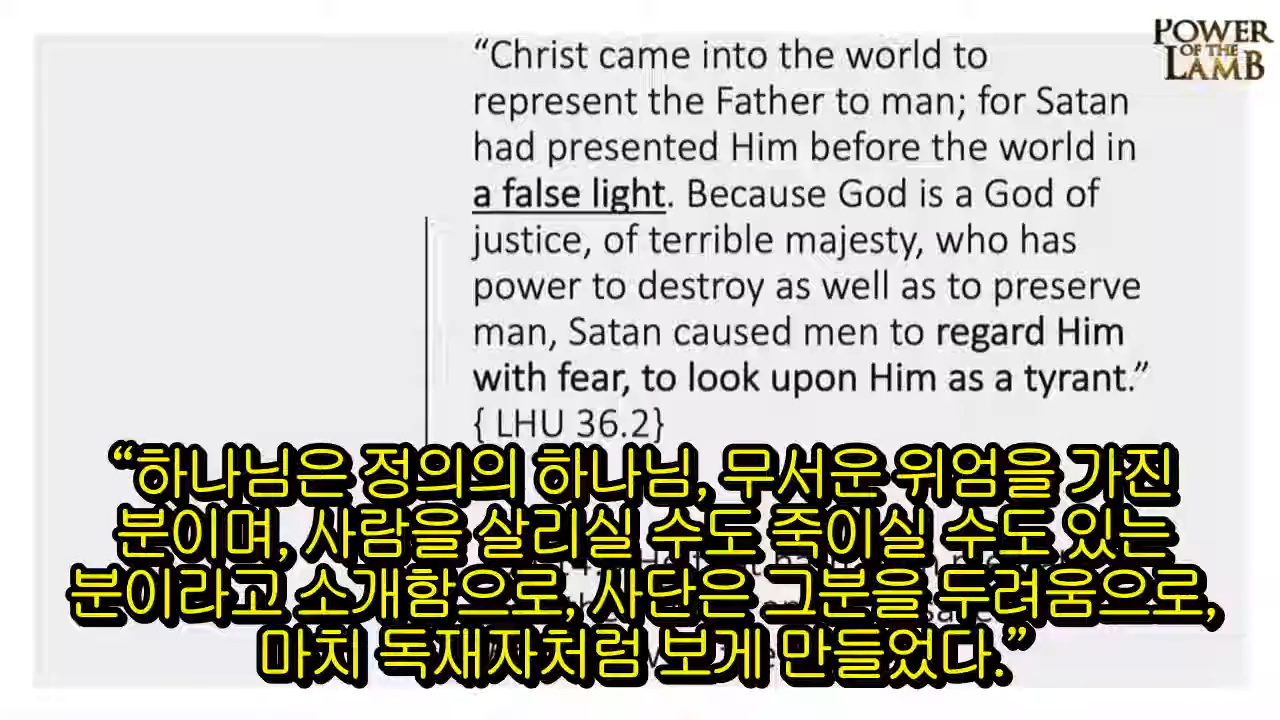 POWER
OF THE
LAMB
“Christ came into the world to
represent the Father to man; for Satan
had presented Him before the world in
a false light. Because God is a God of
justice, of terrible majesty, who has
power to destroy as well as to preserve
man, Satan caused men to regard Him
with fear, to look upon Him as a tyrant.”
{ LHU 36.2}
“하나님은 정의의 하나님, 무서운 위엄을 가진
분이며, 사람을 살리실 수도 죽이실 수도 있는
분이라고 소개함으로, 사단은 그분을 두려움으로,
마치 독재자처럼 보게 만들었다.”